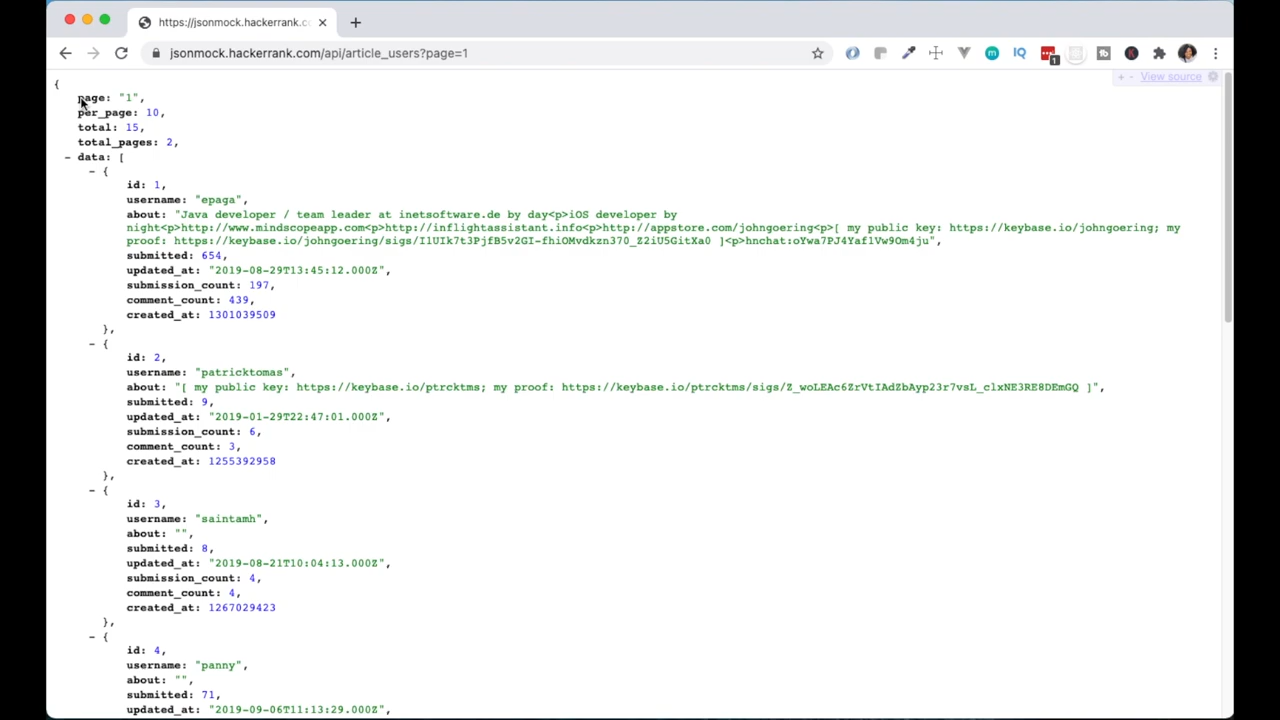 https://jsonmock.hackerrank.co
jsonmock.hackerrank.com/api/article_users?page=1
IQ
1
+ - View source
{
page: "1",
per_page: 10,
total: 15,
total_pages: 2,
- data: [
- {
id: 1,
username: "epaga",
about: "Java developer / team leader at inetsoftware.de by day<p>iOS developer by
night<p>http://www.mindscopeapp.com<p>http://inflightassistant.info<p>http://appstore.com/johngoering<p>[ my public key: https://keybase.io/johngoering; my
proof: https://keybase.io/johngoering/sigs/I1UIk7t3PjfB5v2GI-fhiOMvdkzn370_Z2iU5GitXa0 ]<p>hnchat:oYwa7PJ4Yaf1Vw9Om4ju",
submitted: 654,
updated_at: "2019-08-29T13:45:12.000Z",
submission_count: 197,
comment_count: 439,
created_at: 1301039509
},
- {
id: 2,
username: "patricktomas",
about: "[ my public key: https://keybase.io/ptrcktms; my proof: https://keybase.io/ptrcktms/sigs/Z_woLEAc6ZrVtIAdZbAyp23r7vsL_clxNE3RE8DEmGQ ]",
submitted: 9,
updated_at: "2019-01-29T22:47:01.000Z",
submission_count: 6,
comment_count: 3,
created_at: 1255392958
},
- {
id: 3,
username: "saintamh",
about: "",
submitted: 8,
updated_at: "2019-08-21T10:04:13.000Z",
submission_count: 4,
comment_count: 4,
created_at: 1267029423
},
- {
id: 4,
username: "panny",
about: "",
submitted: 71,
updated_at: "2019-09-06T11:13:29.000Z",